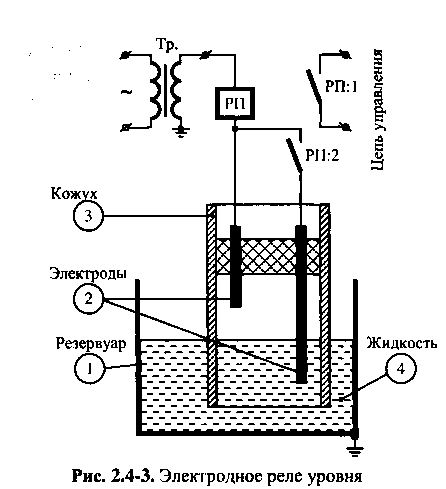 Тр.
~
РП
РП:1
РП:2
Цепь управления
Кожух
3
Электроды
2
Резервуар
1
Жидкость
4
Рис. 2.4-3. Электродное реле уровня